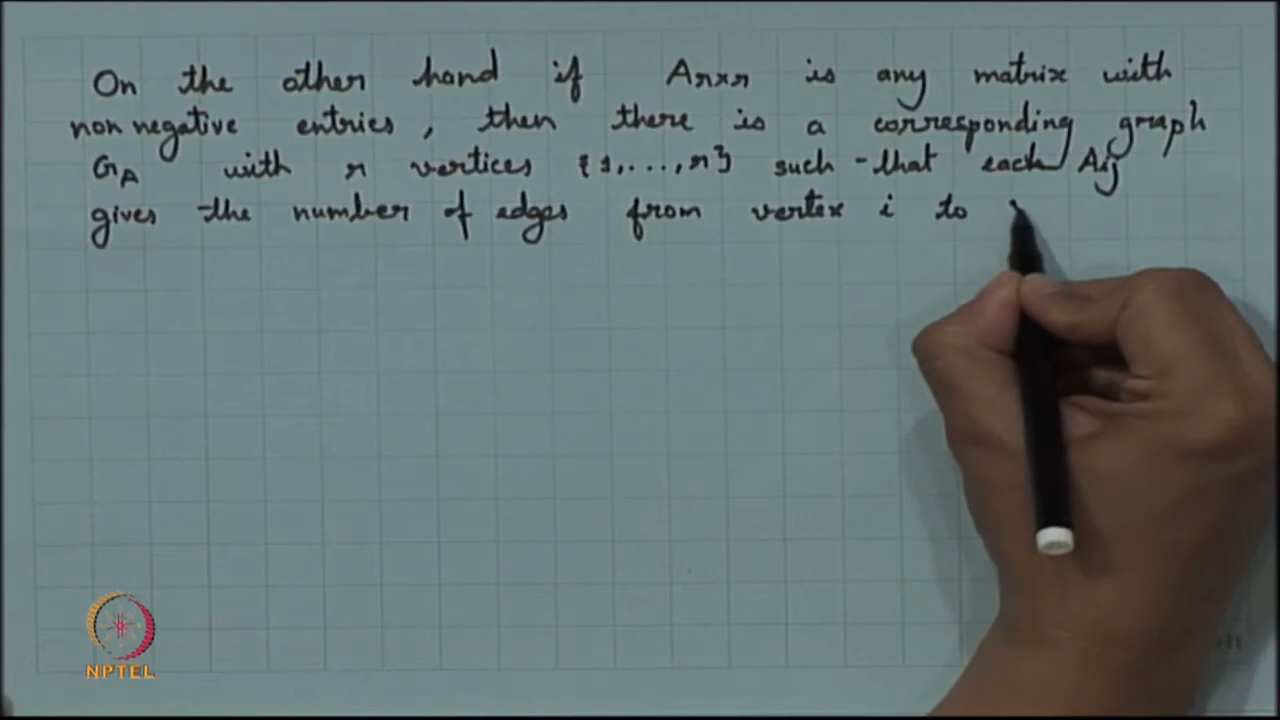 On the other hand if Arxr is any matrix with
non negative entries, then there is a corresponding graph
GA with r vertices {1,...,r} such that each Aij
gives the number of edges from vertex i to
NPTEL